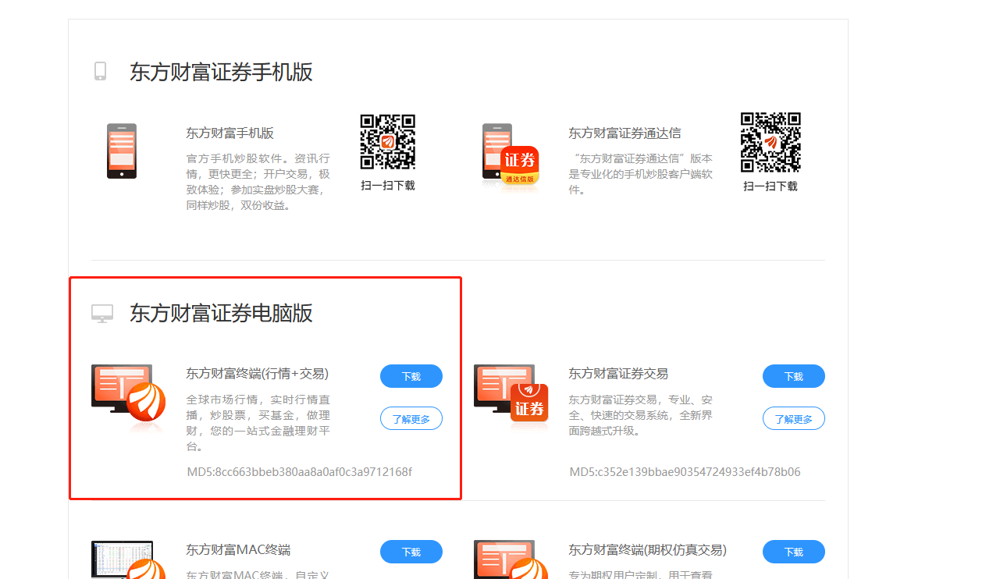 东方财富证券手机版
东方财富手机版
官方手机炒股软件。资讯行
情，更快更全；开户交易，极
致体验；参加实盘炒股大赛，
同样炒股，双份收益。
扫一扫下载
证券
通达信版
东方财富证券通达信
“东方财富证券通达信”版本
是专业化的手机炒股客户端软
件。
扫一扫下载
东方财富证券电脑版
东方财富终端(行情+交易)
全球市场行情，实时行情直
播，炒股票，买基金，做理
财，您的一站式金融理财平
台。
下载
了解更多
MD5:8cc663bbeb380aa8a0af0c3a9712168f
证券
东方财富证券交易
东方财富证券交易，专业、安
全、快速的交易系统，全新界
面跨越式升级。
下载
了解更多
MD5:c352e139bbae90354724933ef4b78b06
东方财富MAC终端
东方财富MAC终端，自定义
下载
东方财富终端(期权仿真交易)
专为期权用户定制，用于查看
下载